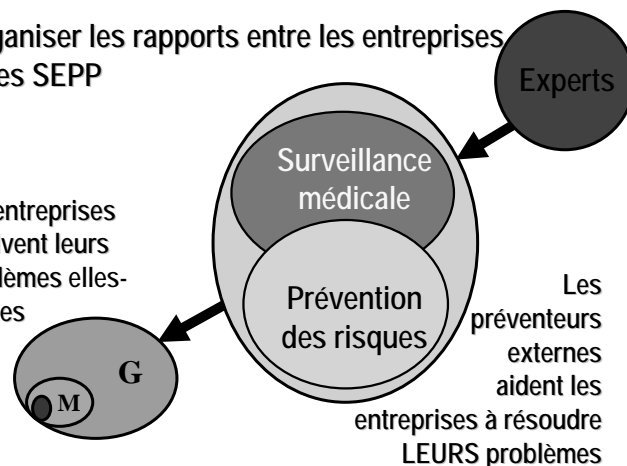 ganiser les rapports entre les entreprises
es SEPP
Experts
Surveillance
médicale
entreprises
vent leurs
lèmes elles-
es
Prévention
des risques
G
M
Les
préventeurs
externes
aident les
entreprises à résoudre
LEURS problèmes